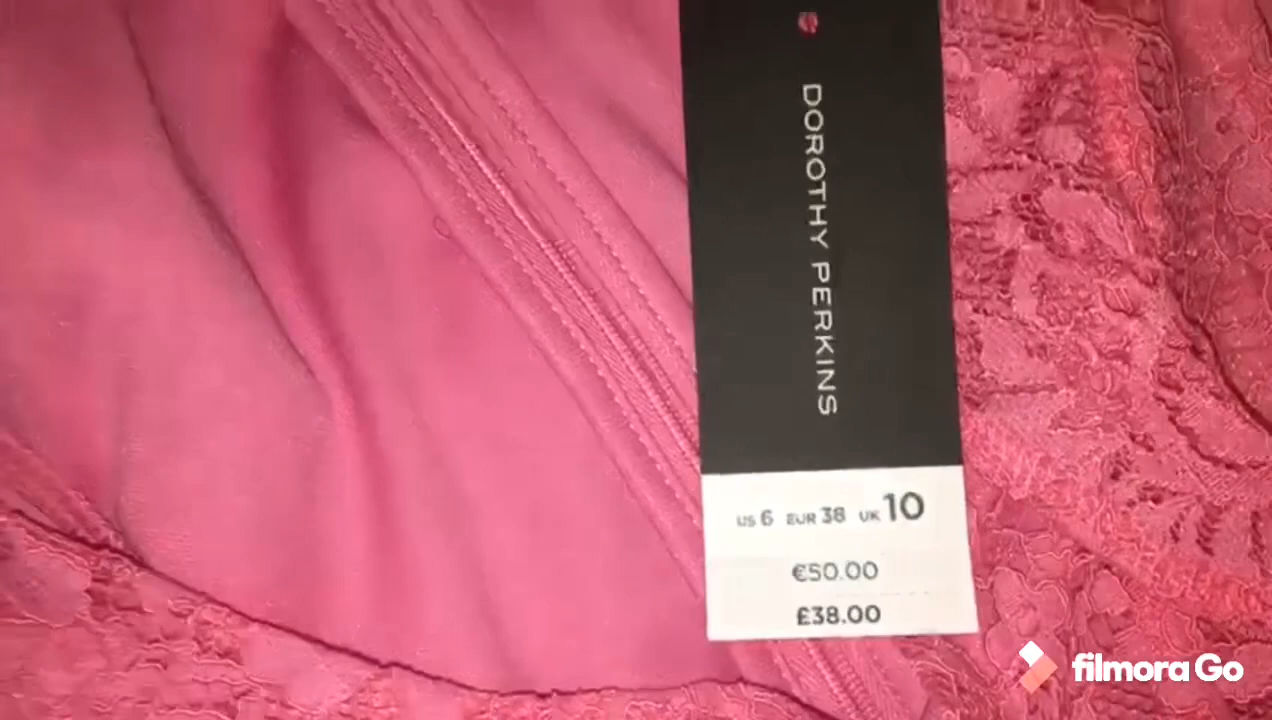 DOROTHY PERKINS
US 6 EUR 38 UK 10
€50.00
£38.00
filmora Go